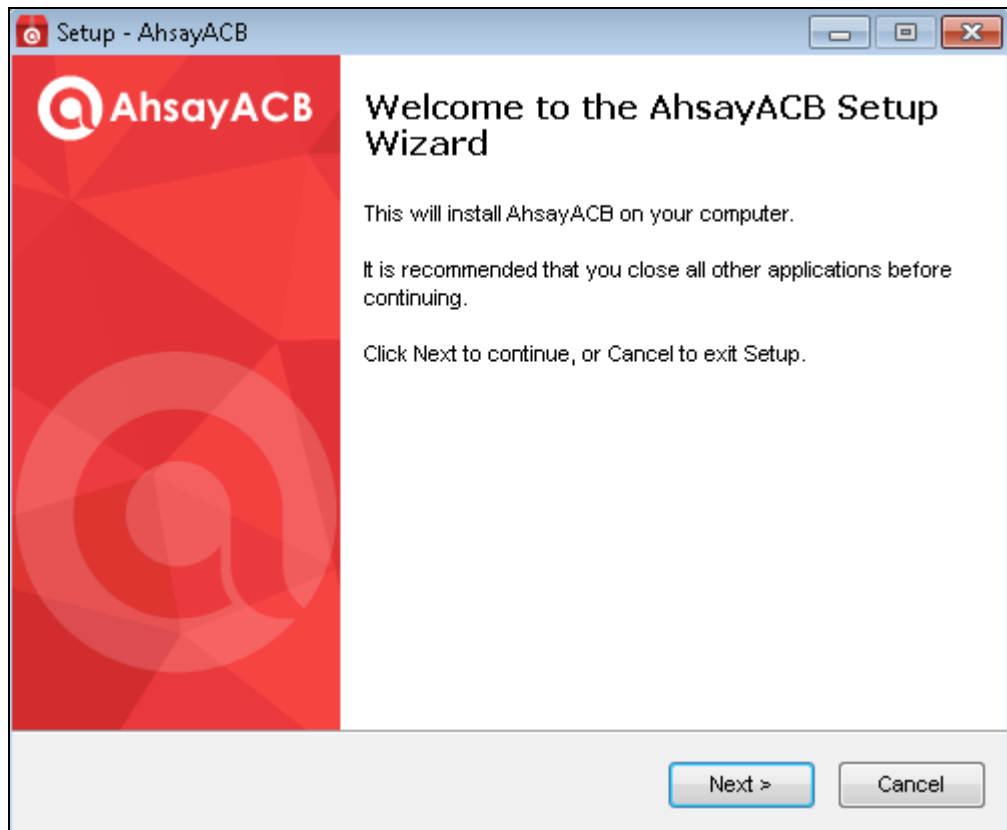 Setup - AhsayACB
AhsayACB
Welcome to the AhsayACB Setup
Wizard
This will install AhsayACB on your computer.
It is recommended that you close all other applications before
continuing.
Click Next to continue, or Cancel to exit Setup.
Next >
Cancel